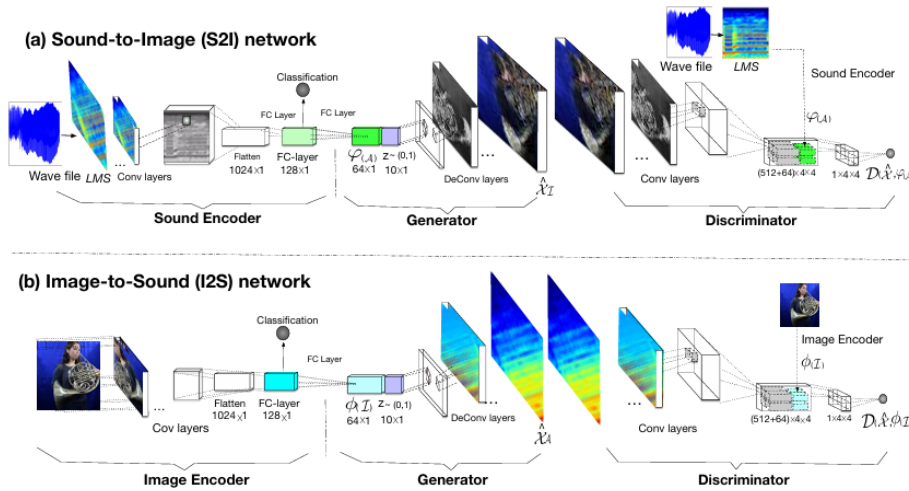 (a) Sound-to-Image (S2I) network
Wave file
LMS
Sound Encoder
Classification
FC Layer
FC Layer
φ(A)
Wave file
LMS
...
Conv layers
Flatten
1024×1
FC-layer
128×1
φ(A)
64×1
z~ (0,1)
10×1
DeConv layers
...
X̂I
Conv layers
(512+64)×4×4
1×4×4
D(X̂,φ(A)
Sound Encoder
Generator
Discriminator
(b) Image-to-Sound (I2S) network
Classification
FC Layer
Image Encoder
ϕ(I)
...
Cov layers
Flatten
1024×1
FC-layer
128×1
ϕ(I)
64×1
z~ (0,1)
10×1
DeConv layers
...
X̂A
Conv layers
(512+64)×4×4
1×4×4
D(X̂,ϕ(I
Image Encoder
Generator
Discriminator